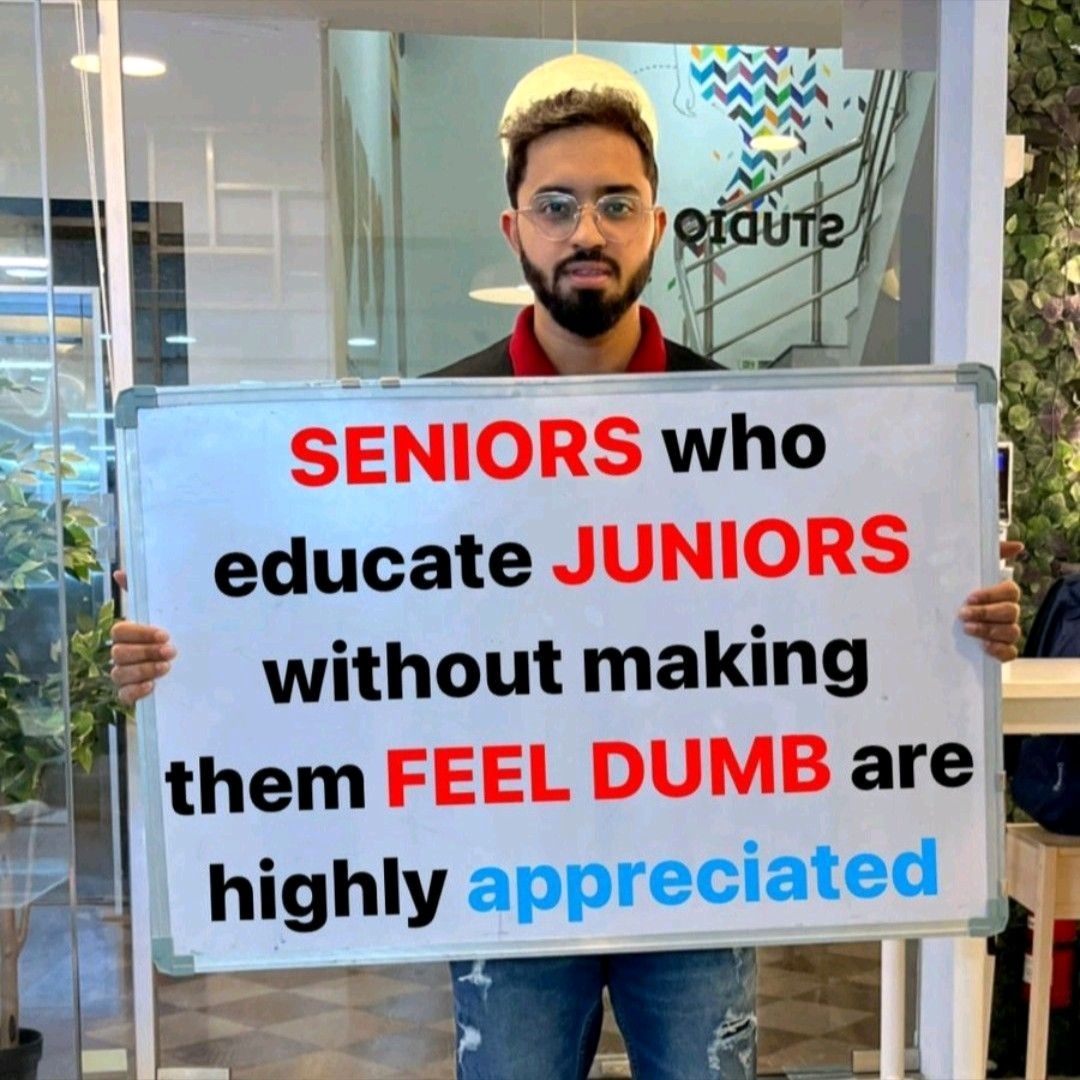 STUDIO
SENIORS who
educate JUNIORS
without making
them FEEL DUMB are
highly appreciated